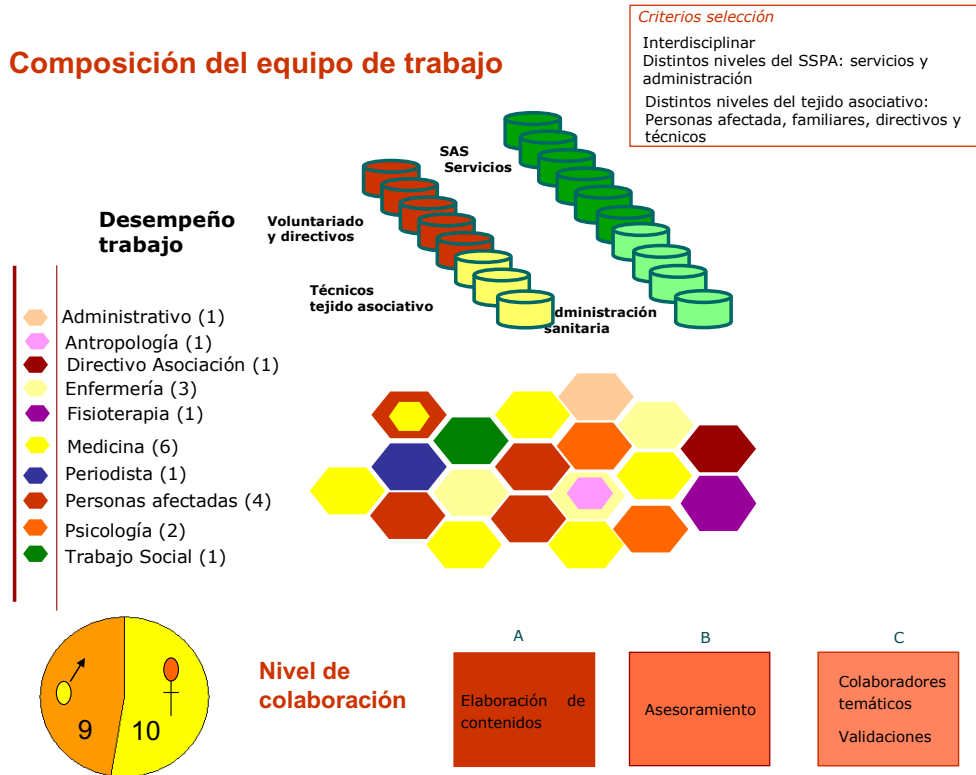 Composición del equipo de trabajo
Criterios selección
Interdisciplinar
Distintos niveles del SSPA: servicios y
administración
Distintos niveles del tejido asociativo:
Personas afectada, familiares, directivos y
técnicos
SAS
Servicios
Voluntariado
y directivos
Técnicos
tejido asociativo
dministración
sanitaria
Desempeño
trabajo
Administrativo (1)
Antropología (1)
Directivo Asociación (1)
Enfermería (3)
Fisioterapia (1)
Medicina (6)
Periodista (1)
Personas afectadas (4)
Psicología (2)
Trabajo Social (1)
9
10
Nivel de
colaboración
A
Elaboración de
contenidos
B
Asesoramiento
C
Colaboradores
temáticos
Validaciones